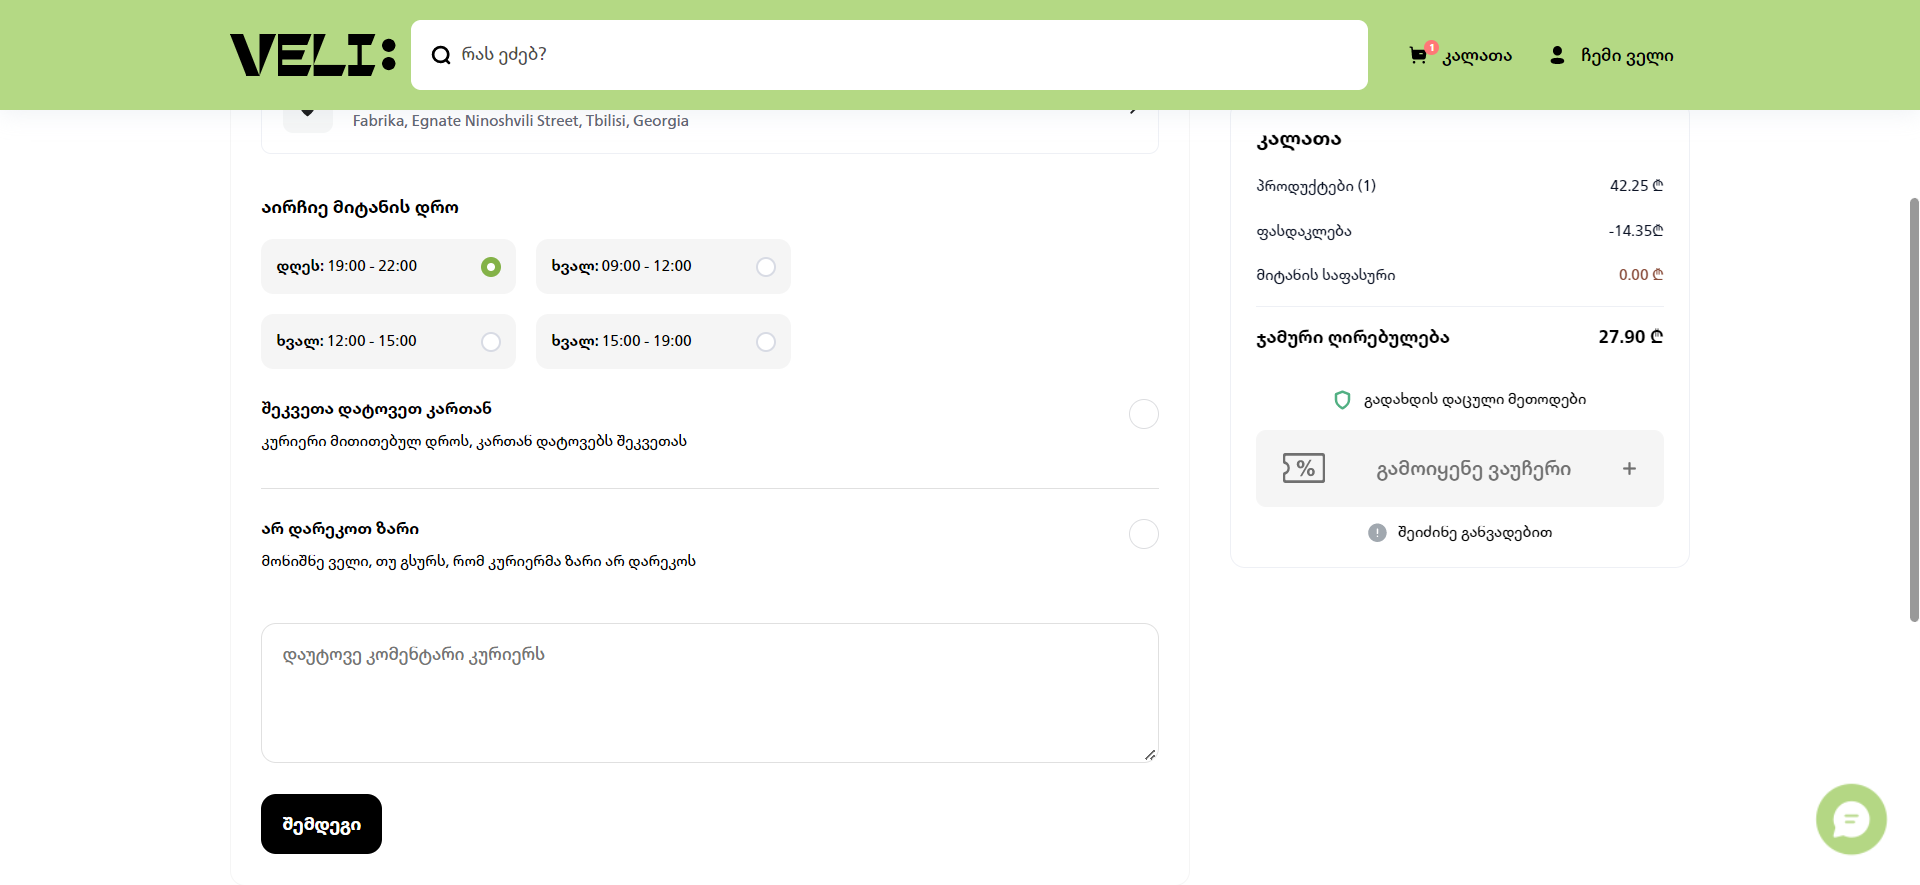 VELI:
რას ეძებ?
1
კალათა
ჩემი ველი
Fabrika, Egnate Ninoshvili Street, Tbilisi, Georgia
აირჩიე მიტანის დრო
დღეს: 19:00 - 22:00
ხვალ: 09:00 - 12:00
ხვალ: 12:00 - 15:00
ხვალ: 15:00 - 19:00
შეკვეთა დატოვეთ კართან
კურიერი მითითებულ დროს, კართან დატოვებს შეკვეთას
არ დარეკოთ ზარი
მონიშნე ველი, თუ გსურს, რომ კურიერმა ზარი არ დარეკოს
დაუტოვე კომენტარი კურიერს
შემდეგი
კალათა
პროდუქტები (1) 42.25 ₾
ფასდაკლება -14.35₾
მიტანის საფასური 0.00 ₾
ჯამური ღირებულება 27.90 ₾
გადახდის დაცული მეთოდები
% გამოიყენე ვაუჩერი +
შეიძინე განვადებით